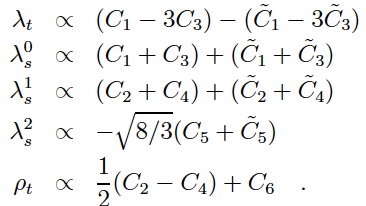 λ_t ∝ (C_1 − 3C_3) − (C̃_1 − 3C̃_3)
λ_s^0 ∝ (C_1 + C_3) + (C̃_1 + C̃_3)
λ_s^1 ∝ (C_2 + C_4) + (C̃_2 + C̃_4)
λ_s^2 ∝ −√8/3(C_5 + C̃_5)
ρ_t ∝ 1/2(C_2 − C_4) + C_6 .